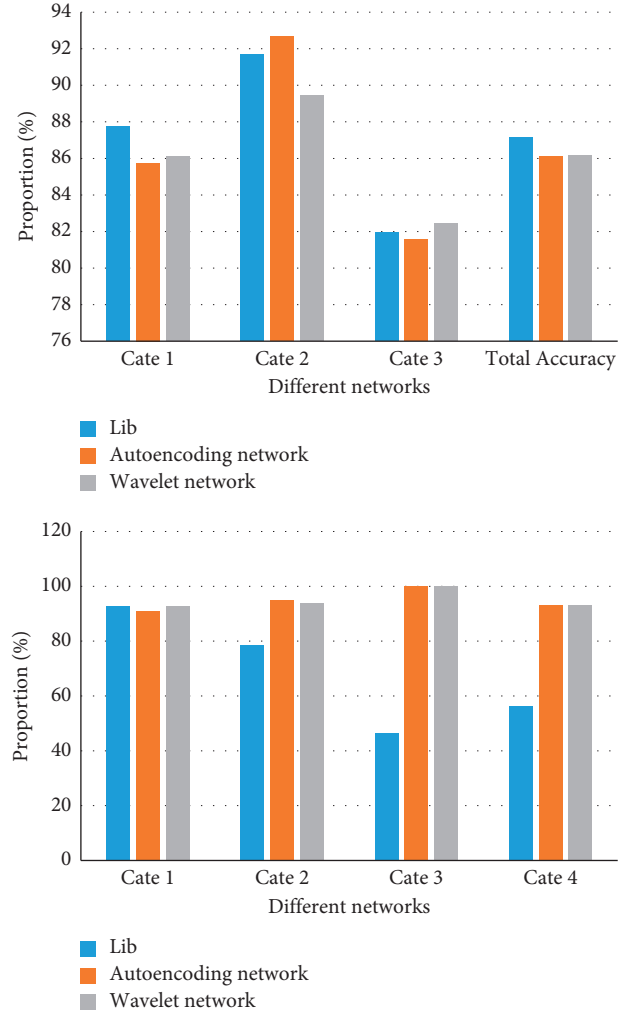 94
92
90
88
86
84
82
80
78
76
Proportion (%)
Cate 1 Cate 2 Cate 3 Total Accuracy
Different networks
Lib
Autoencoding network
Wavelet network
120
100
80
60
40
20
0
Proportion (%)
Cate 1 Cate 2 Cate 3 Cate 4
Different networks
Lib
Autoencoding network
Wavelet network